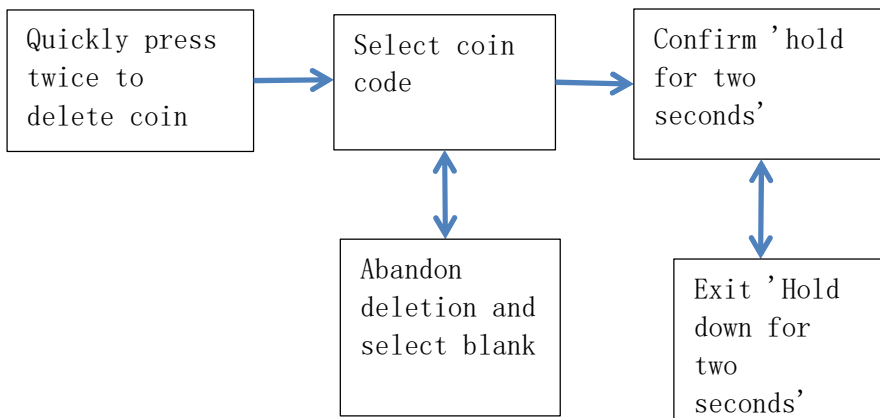 Quickly press
twice to
delete coin
Select coin
code
Confirm 'hold
for two
seconds'
Abandon
deletion and
select blank
Exit 'Hold
down for
two
seconds'